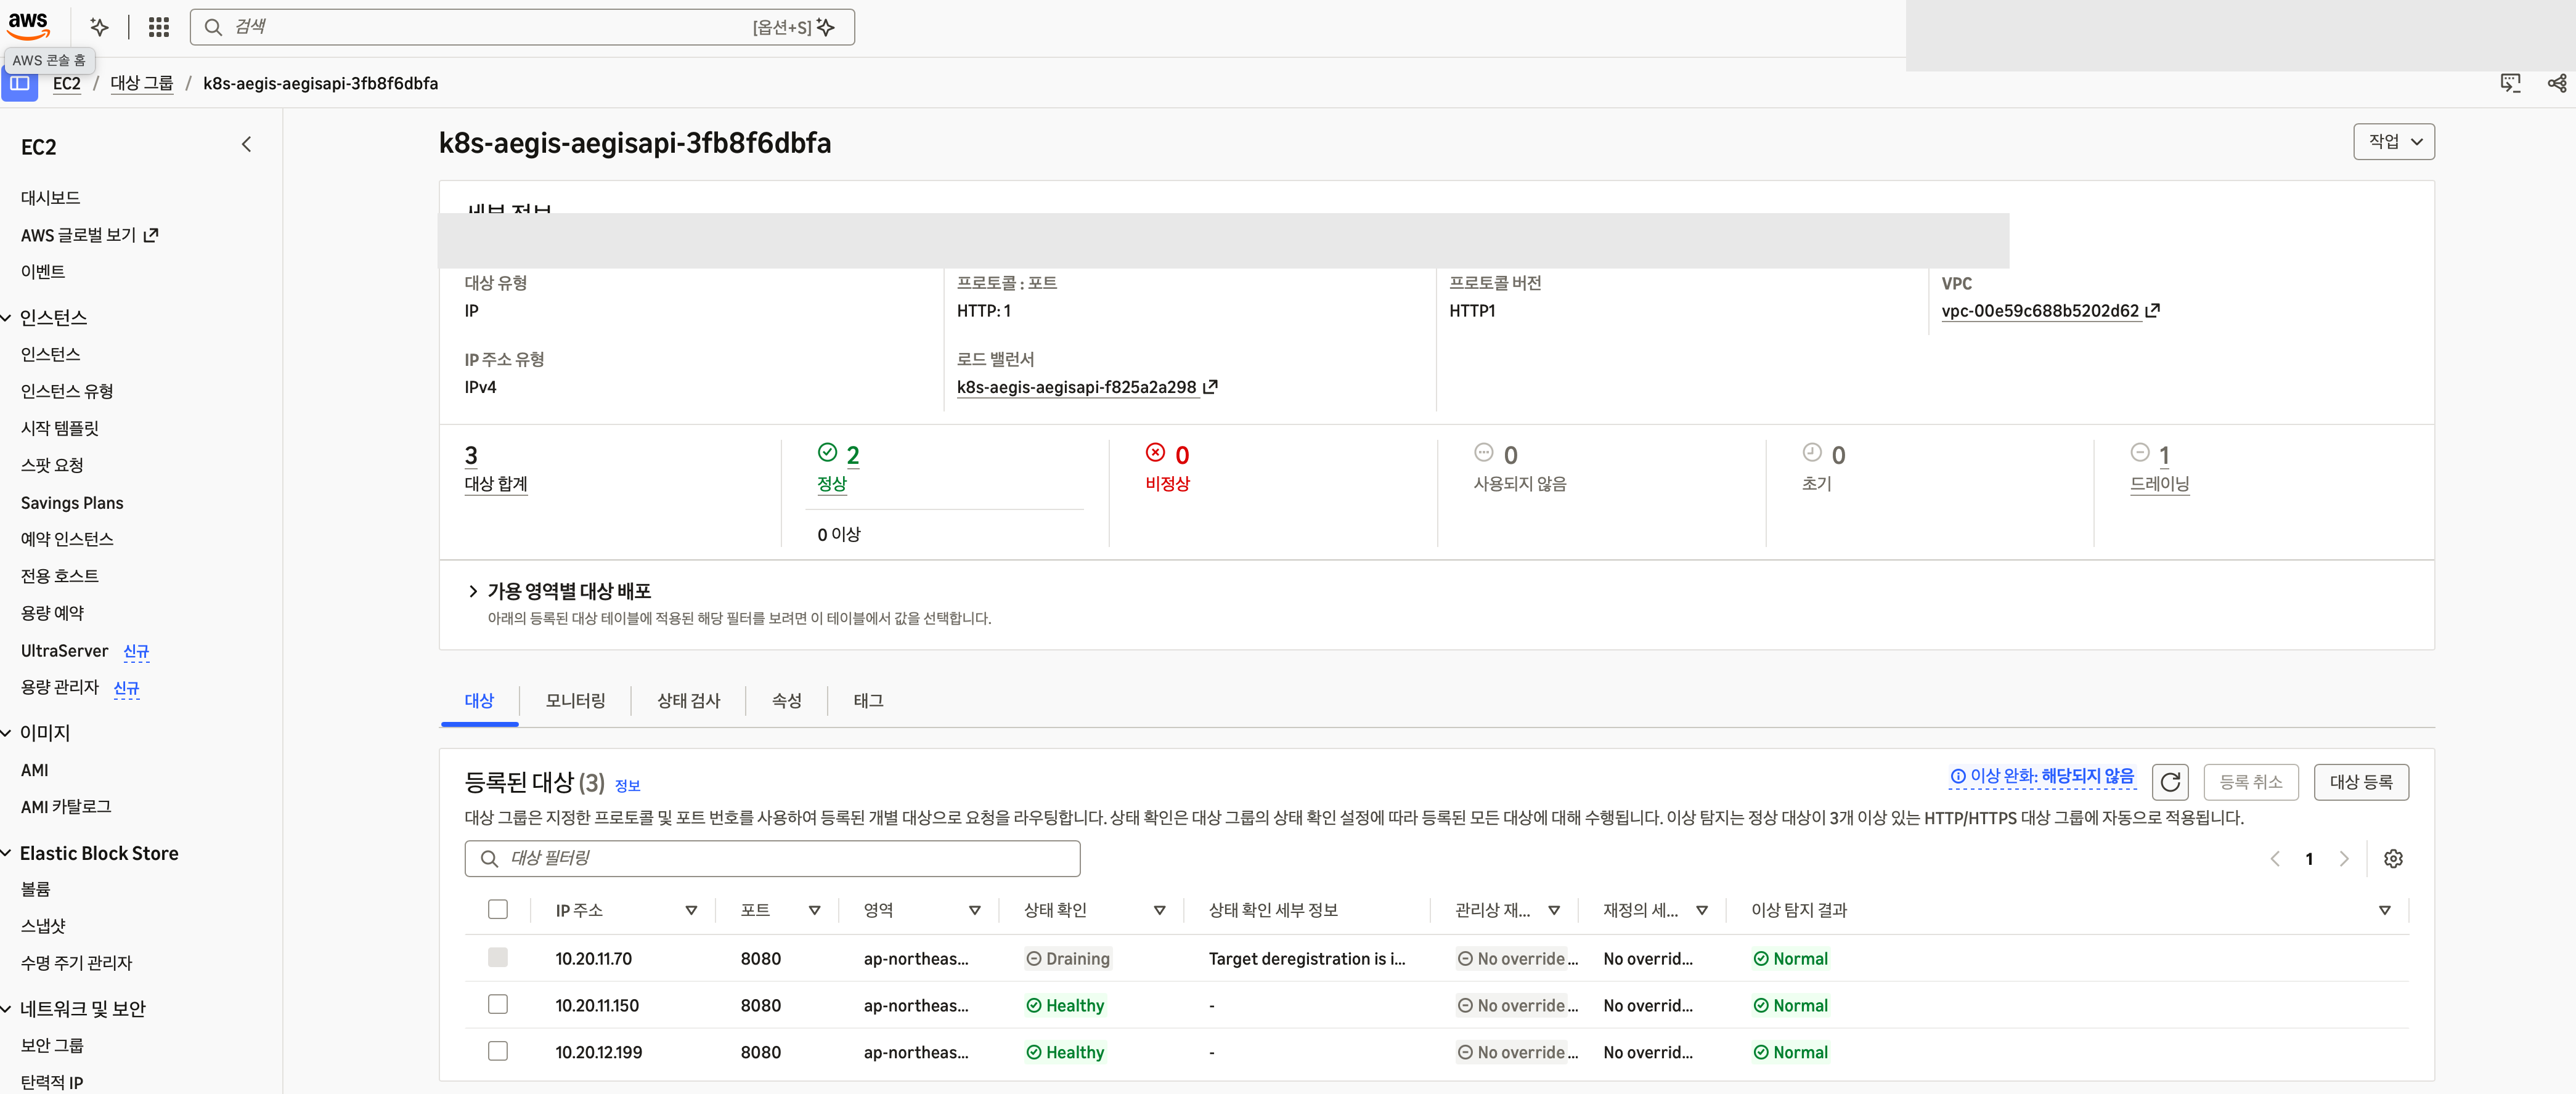 aws
검색 [옵션+S]
AWS 콘솔 홈
EC2 / 대상 그룹 / k8s-aegis-aegisapi-3fb8f6dbfa
EC2
대시보드
AWS 글로벌 보기
이벤트
인스턴스
인스턴스
인스턴스 유형
시작 템플릿
스팟 요청
Savings Plans
예약 인스턴스
전용 호스트
용량 예약
UltraServer 신규
용량 관리자 신규
이미지
AMI
AMI 카탈로그
Elastic Block Store
볼륨
스냅샷
수명 주기 관리자
네트워크 및 보안
보안 그룹
탄력적 IP
k8s-aegis-aegisapi-3fb8f6dbfa
작업
세부 정보
대상 유형 프로토콜 : 포트 프로토콜 버전 VPC
IP HTTP: 1 HTTP1 vpc-00e59c688b5202d62
IP 주소 유형 로드 밸런서
IPv4 k8s-aegis-aegisapi-f825a2a298
3 2 0 0 0 1
대상 합계 정상 비정상 사용되지 않음 초기 드레이닝
0 이상
가용 영역별 대상 배포
아래의 등록된 대상 테이블에 적용된 해당 필터를 보려면 이 테이블에서 값을 선택합니다.
대상 모니터링 상태 검사 속성 태그
등록된 대상 (3) 정보 이상 완화: 해당되지 않음 등록 취소 대상 등록
대상 그룹은 지정한 프로토콜 및 포트 번호를 사용하여 등록된 개별 대상으로 요청을 라우팅합니다. 상태 확인은 대상 그룹의 상태 확인 설정에 따라 등록된 모든 대상에 대해 수행됩니다. 이상 탐지는 정상 대상이 3개 이상 있는 HTTP/HTTPS 대상 그룹에 자동으로 적용됩니다.
대상 필터링 1
IP 주소 포트 영역 상태 확인 상태 확인 세부 정보 관리상 재... 재정의 세... 이상 탐지 결과
10.20.11.70 8080 ap-northeas... Draining Target deregistration is i... No override... No overrid... Normal
10.20.11.150 8080 ap-northeas... Healthy - No override... No overrid... Normal
10.20.12.199 8080 ap-northeas... Healthy - No override... No overrid... Normal